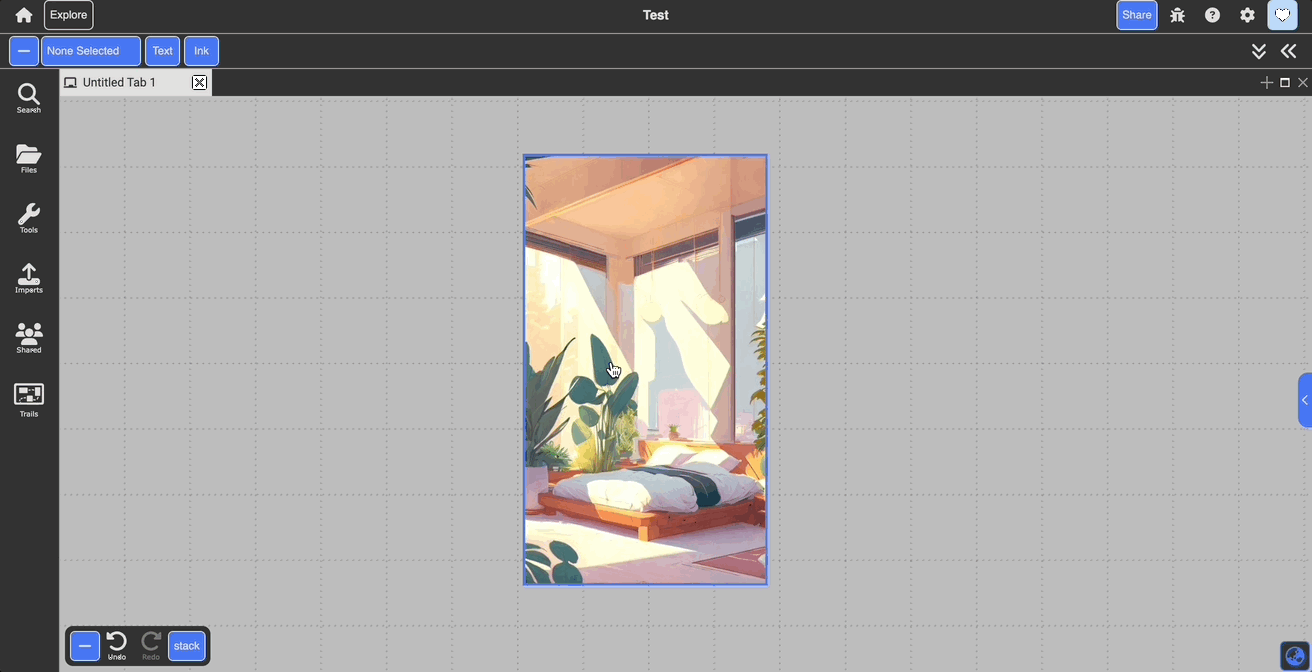 Explore
Test
Share
None Selected
Text
Ink
Untitled Tab 1
Search
Files
Tools
Imports
Shared
Trails
Undo
Redo
stack